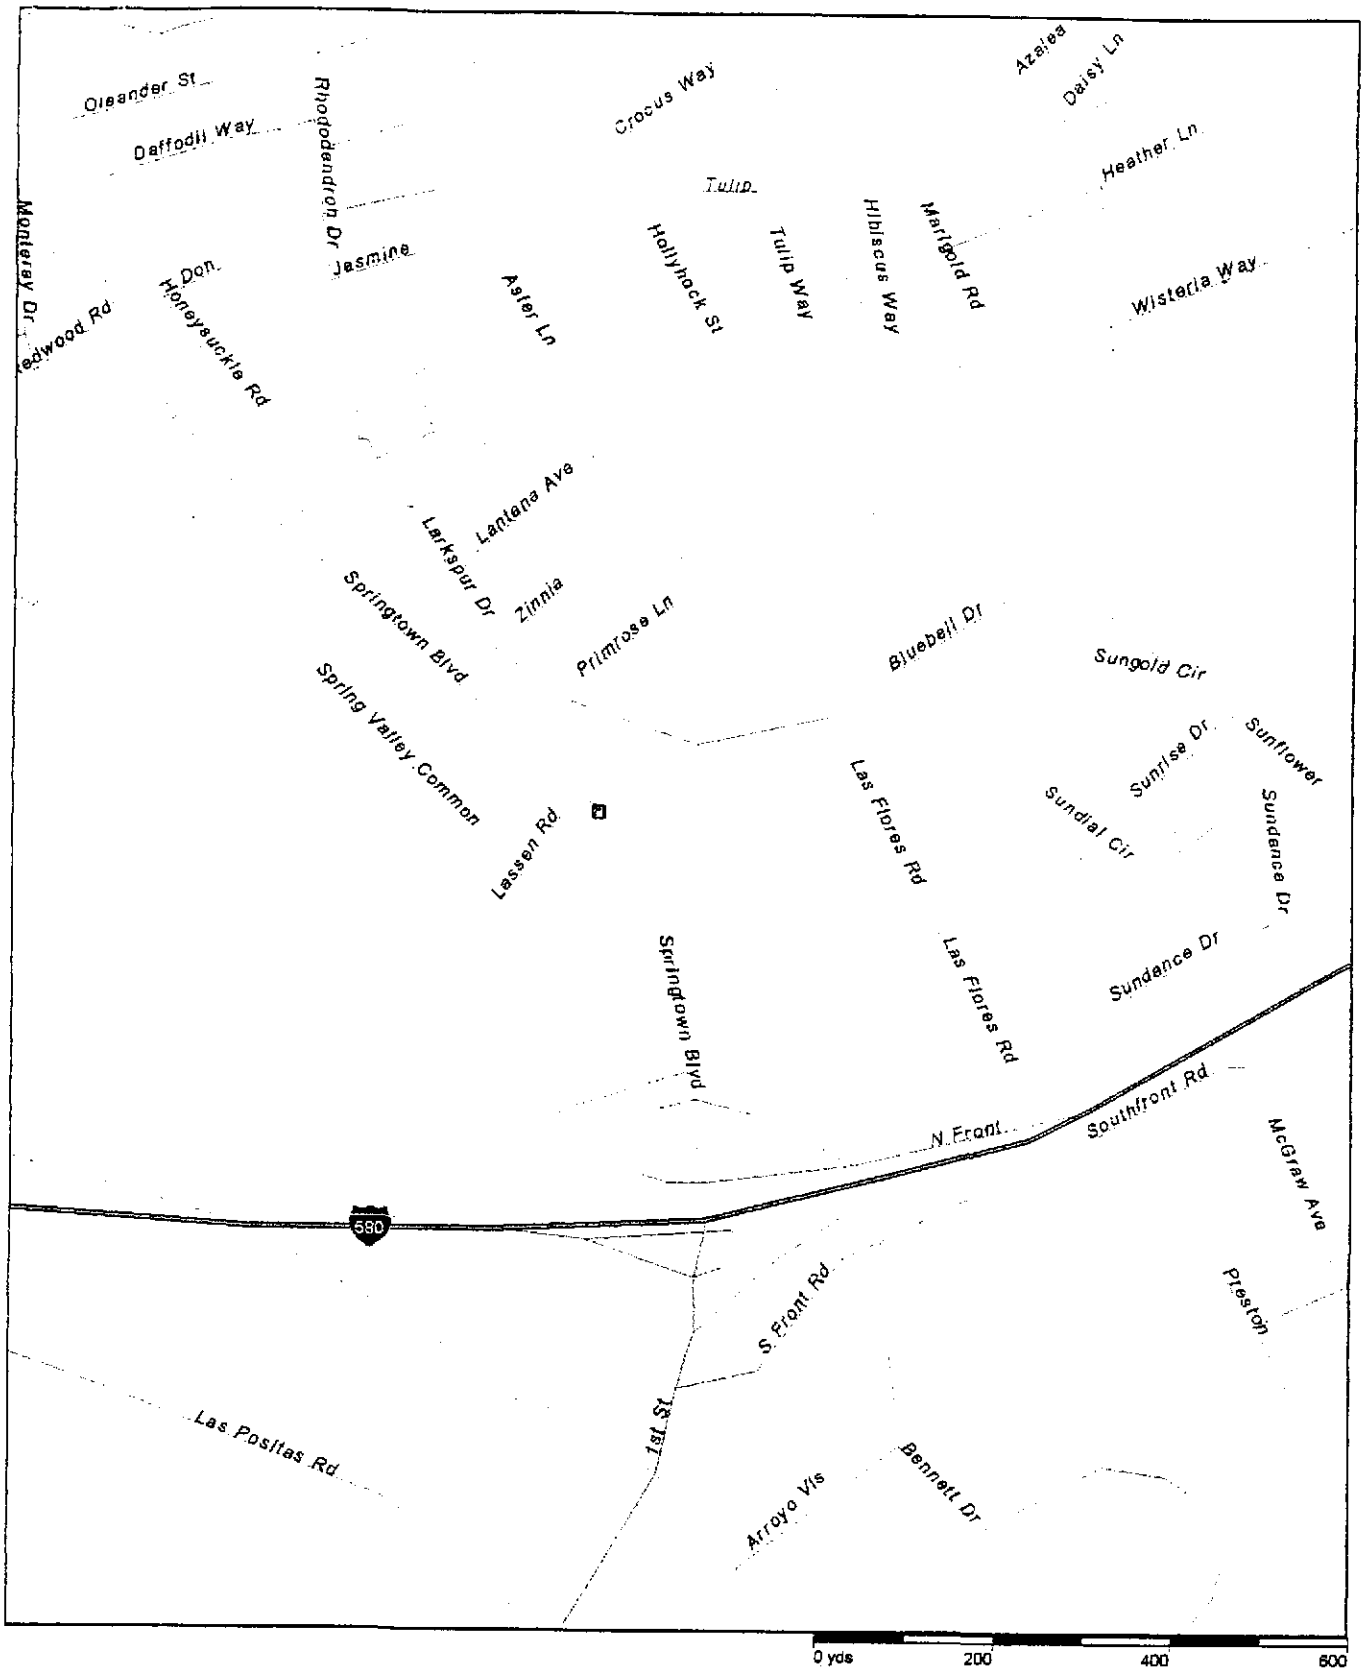 Azalea
Daisy Ln
Crocus Way
Oleander St
Rhododendron Dr
Daffodil Way
Heather Ln
Tulip
Monterey Dr
Hollyhock St
Tulip Way
Hibiscus Way
Marigold Rd
Jasmine
Don
Honeysuckle Rd
Aster Ln
Wisteria Way
edwood Rd
Lantana Ave
Larkspur Dr
Zinnia
Springtown Blvd
Primrose Ln
Bluebell Dr
Sungold Cir
Spring Valley Common
Sunrise Dr
Sunflower
Las Flores Rd
Sundial Cir
Sundance Dr
Lassen Rd
Springtown Blvd
Las Flores Rd
Sundance Dr
Southfront Rd
N Front
McGraw Ave
580
S Front Rd
Preston
1st St
Las Positas Rd
Bennett Dr
Arroyo Vis
0 yds 200 400 600